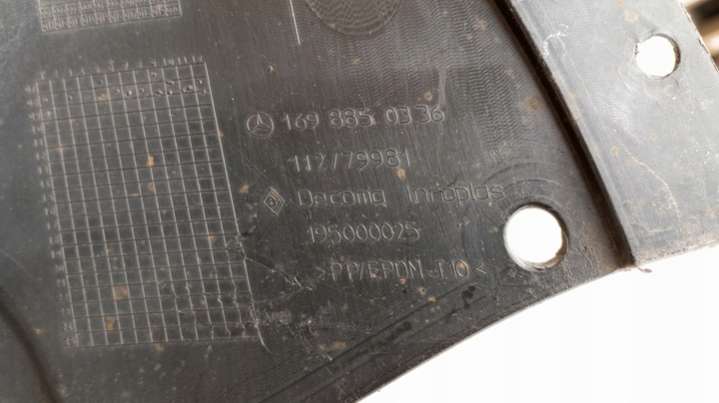 169 885 03 36
112779981
Decoma Innoplas
195000025
>PP/EPDM-T10<